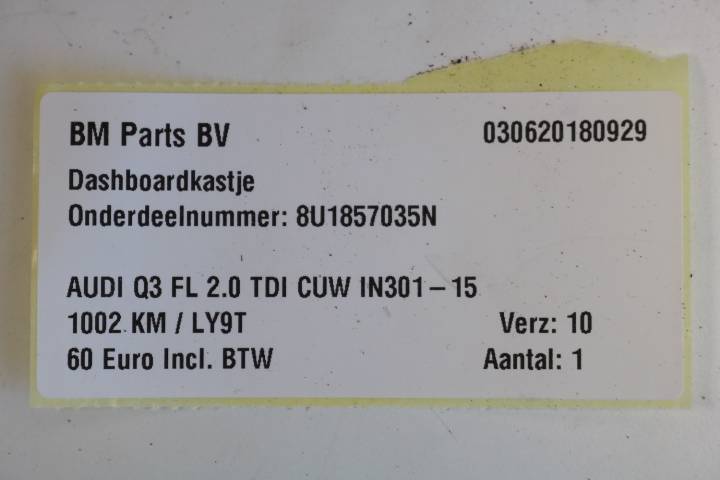 BM Parts BV 030620180929
Dashboardkastje
Onderdeelnummer: 8U1857035N
AUDI Q3 FL 2.0 TDI CUW IN301-15
1002 KM / LY9T Verz: 10
60 Euro Incl. BTW Aantal: 1